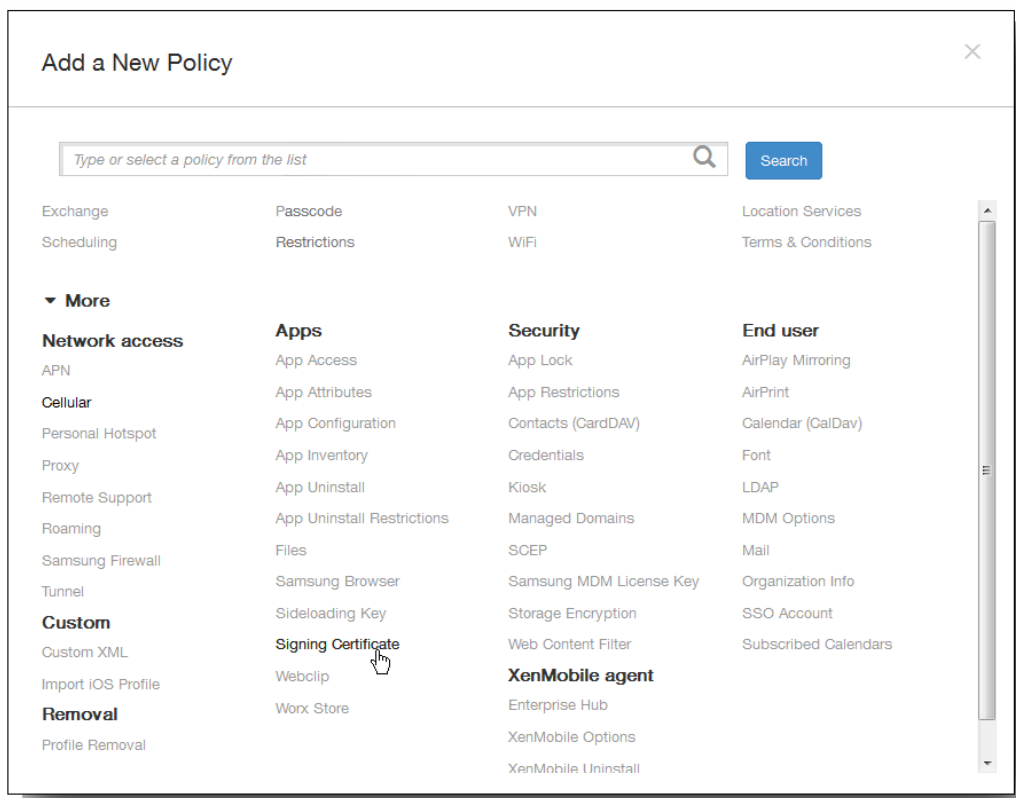 Add a New Policy
Type or select a policy from the list
Search
Exchange
Passcode
VPN
Location Services
Scheduling
Restrictions
WiFi
Terms & Conditions
More
Network access
APN
Cellular
Personal Hotspot
Proxy
Remote Support
Roaming
Samsung Firewall
Tunnel
Custom
Custom XML
Import iOS Profile
Removal
Profile Removal
Apps
App Access
App Attributes
App Configuration
App Inventory
App Uninstall
App Uninstall Restrictions
Files
Samsung Browser
Sideloading Key
Signing Certificate
Webclip
Worx Store
Security
App Lock
App Restrictions
Contacts (CardDAV)
Credentials
Kiosk
Managed Domains
SCEP
Samsung MDM License Key
Storage Encryption
Web Content Filter
XenMobile agent
Enterprise Hub
XenMobile Options
XenMobile Uninstall
End user
AirPlay Mirroring
AirPrint
Calendar (CalDav)
Font
LDAP
MDM Options
Mail
Organization Info
SSO Account
Subscribed Calendars